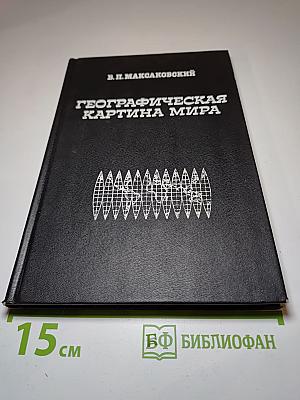 В.П. МАКСАКОВСКИЙ
ГЕОГРАФИЧЕСКАЯ
КАРТИНА МИРА
15 см
БФ БИБЛИОФАН